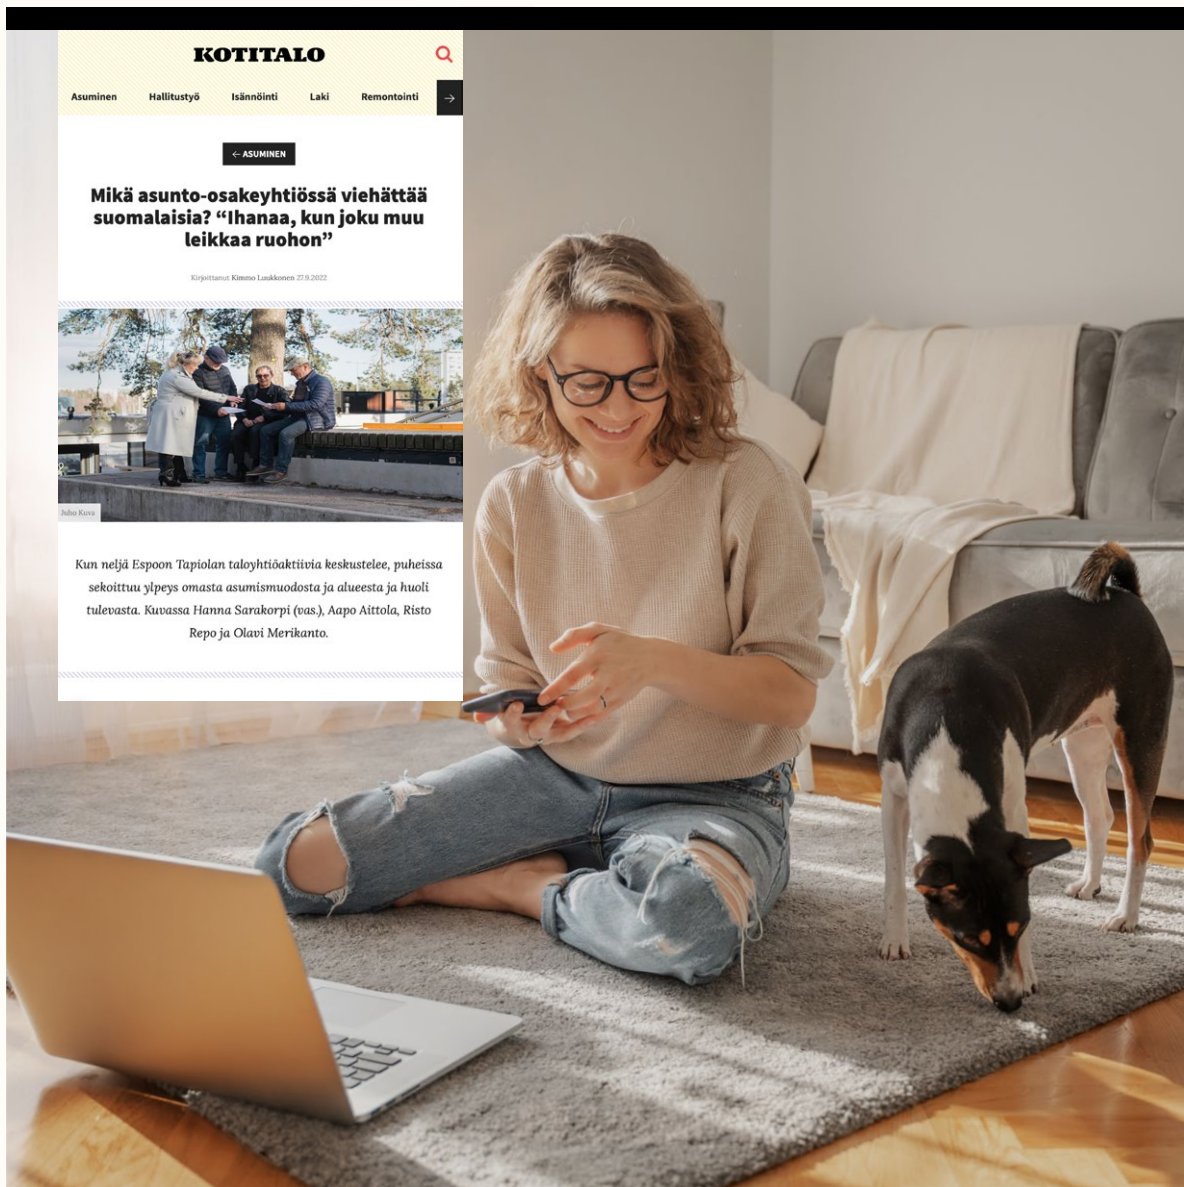 KOTITALO
Asuminen Hallitustyö Isännöinti Laki Remontointi →
← ASUMINEN
Mikä asunto-osakeyhtiössä viehättää
suomalaisia? “Ihanaa, kun joku muu
leikkaa ruohon”
Kirjoittanut Kimmo Luukkonen 27.9.2022
Juho Kuva
Kun neljä Espoon Tapiolan taloyhtiöaktiivia keskustelee, puheissa
sekoittuu ylpeys omasta asumismuodosta ja alueesta ja huoli
tulevasta. Kuvassa Hanna Sarakorpi (vas.), Aapo Aittola, Risto
Repo ja Olavi Merikanto.